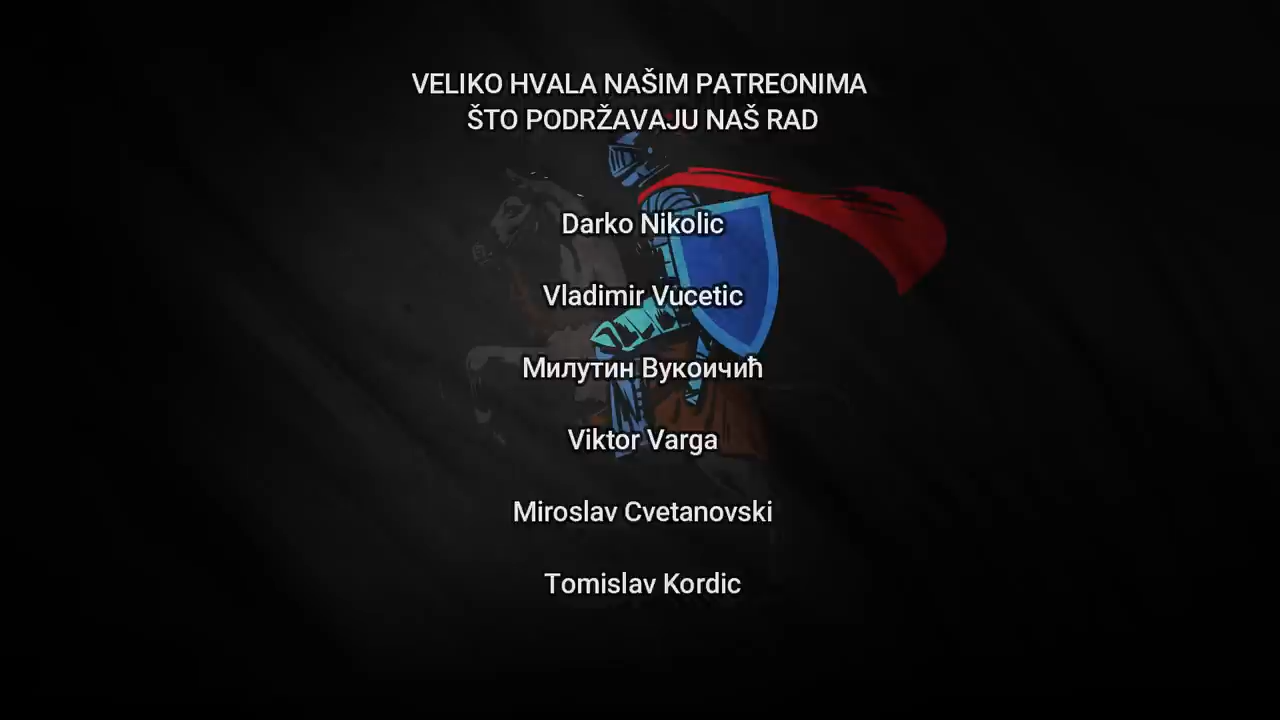 VELIKO HVALA NAŠIM PATREONIMA
ŠTO PODRŽAVAJU NAŠ RAD
Darko Nikolic
Vladimir Vucetic
Милутин Вукоичић
Viktor Varga
Miroslav Cvetanovski
Tomislav Kordic